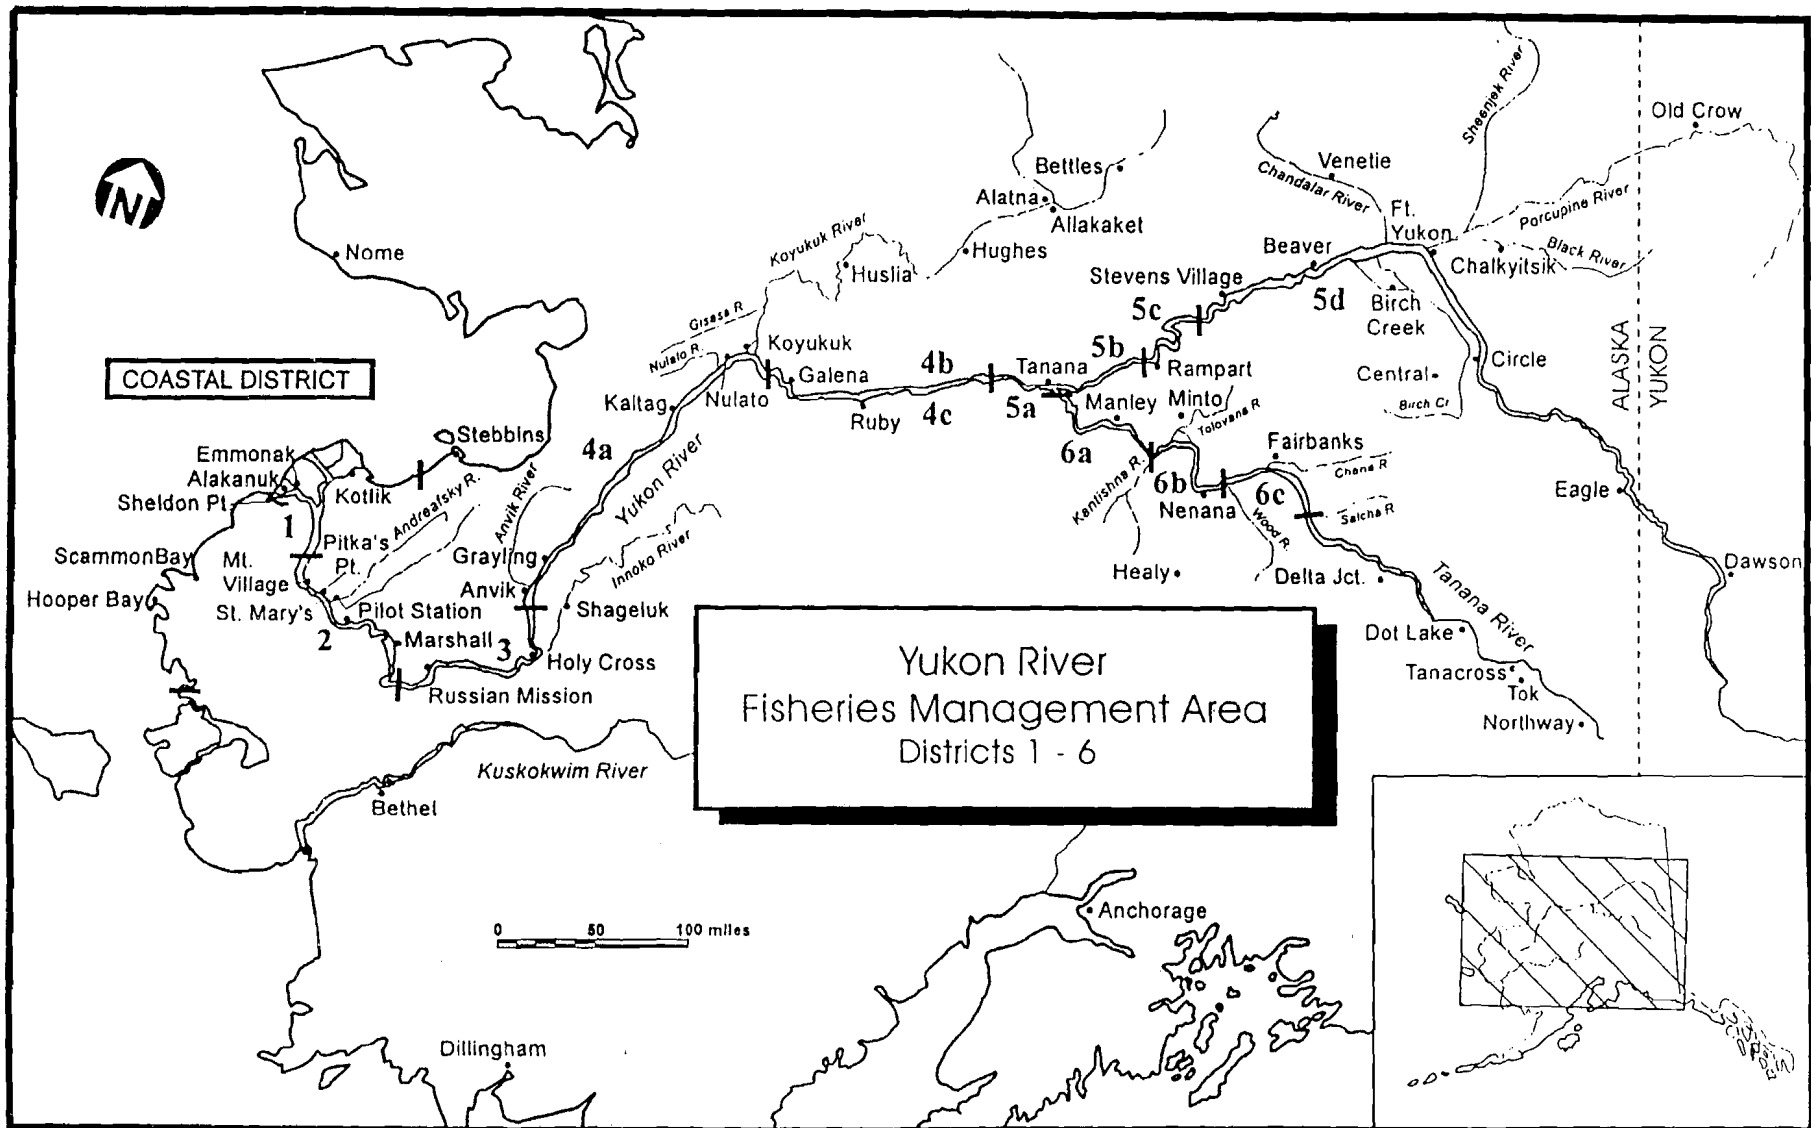 Old Crow
Sheenjek River
Venetie
Bettles
Chandalar River
Alatna
Allakaket
Ft.
Yukon
Porcupine River
N
Koyukuk River
Nome
Hughes
Huslia
Beaver
Black River
Chalkyitsik
Stevens Village
5c
5d
Birch
Creek
Gisasa R
Nulato R.
Koyukuk
ALASKA
YUKON
COASTAL DISTRICT
Galena
4b
Tanana
5b
Rampart
Circle
Central
Kaltag
Nulato
Ruby
4c
5a
Manley
Minto
Birch Cr
Tolovana R
Stebbins
4a
6a
Fairbanks
Emmonak
Alakanuk
Sheldon Pt.
Kotlik
Andreafsky R.
Anvik River
Yukon River
Kantishna R.
Chena R
6b
6c
Nenana
Eagle
1
Wood R.
Salcha R
Pitka's
Pt.
Scammon Bay
Mt.
Village
Grayling
Innoko River
Healy
Delta Jct.
Dawson
Hooper Bay
St. Mary's
Pilot Station
Anvik
Shageluk
Tanana River
2
Marshall
3
Holy Cross
Dot Lake
Russian Mission
Tanacross
Tok
Northway
Yukon River
Fisheries Management Area
Districts 1 - 6
Kuskokwim River
Bethel
Anchorage
0 50 100 miles
Dillingham